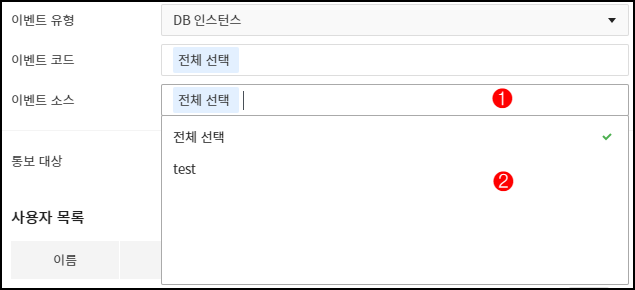 이벤트 유형 DB 인스턴스
이벤트 코드 전체 선택
이벤트 소스 전체 선택 1
전체 선택
통보 대상
test
2
사용자 목록
이름